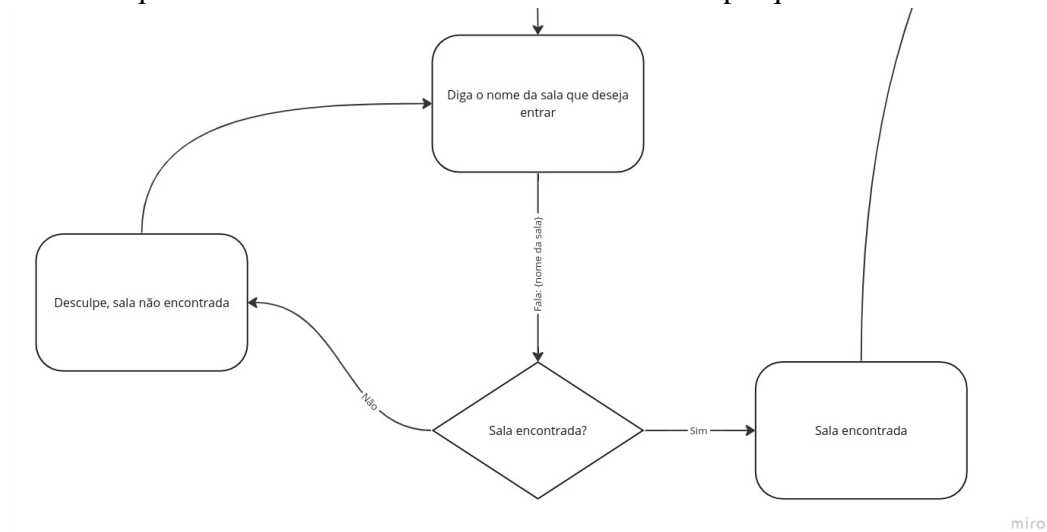 Diga o nome da sala que deseja
entrar
Fala: {nome da sala}
Desculpe, sala não encontrada
Não
Sala encontrada?
Sim
Sala encontrada
miro